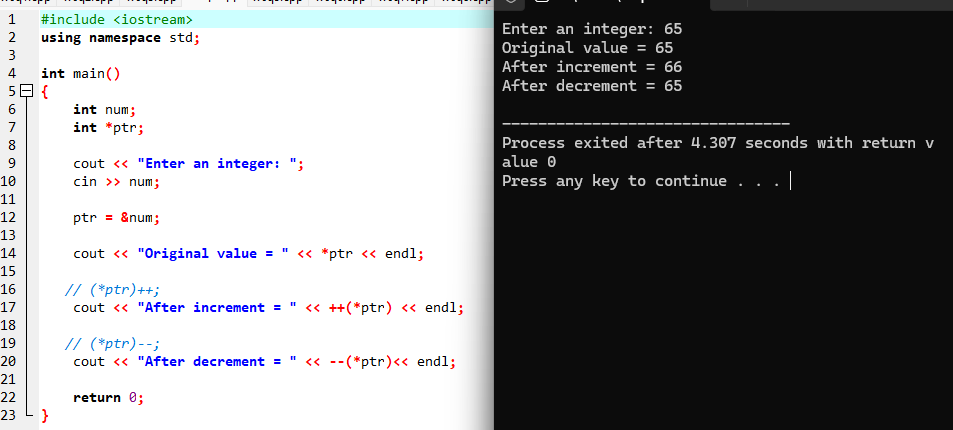 1 #include <iostream>
2 using namespace std;
3
4 int main()
5 {
6 int num;
7 int *ptr;
8
9 cout << "Enter an integer: ";
10 cin >> num;
11
12 ptr = &num;
13
14 cout << "Original value = " << *ptr << endl;
15
16 // (*ptr)++;
17 cout << "After increment = " << ++(*ptr) << endl;
18
19 // (*ptr)--;
20 cout << "After decrement = " << --(*ptr)<< endl;
21
22 return 0;
23 }
Enter an integer: 65
Original value = 65
After increment = 66
After decrement = 65
--------------------------------
Process exited after 4.307 seconds with return v
alue 0
Press any key to continue . . .